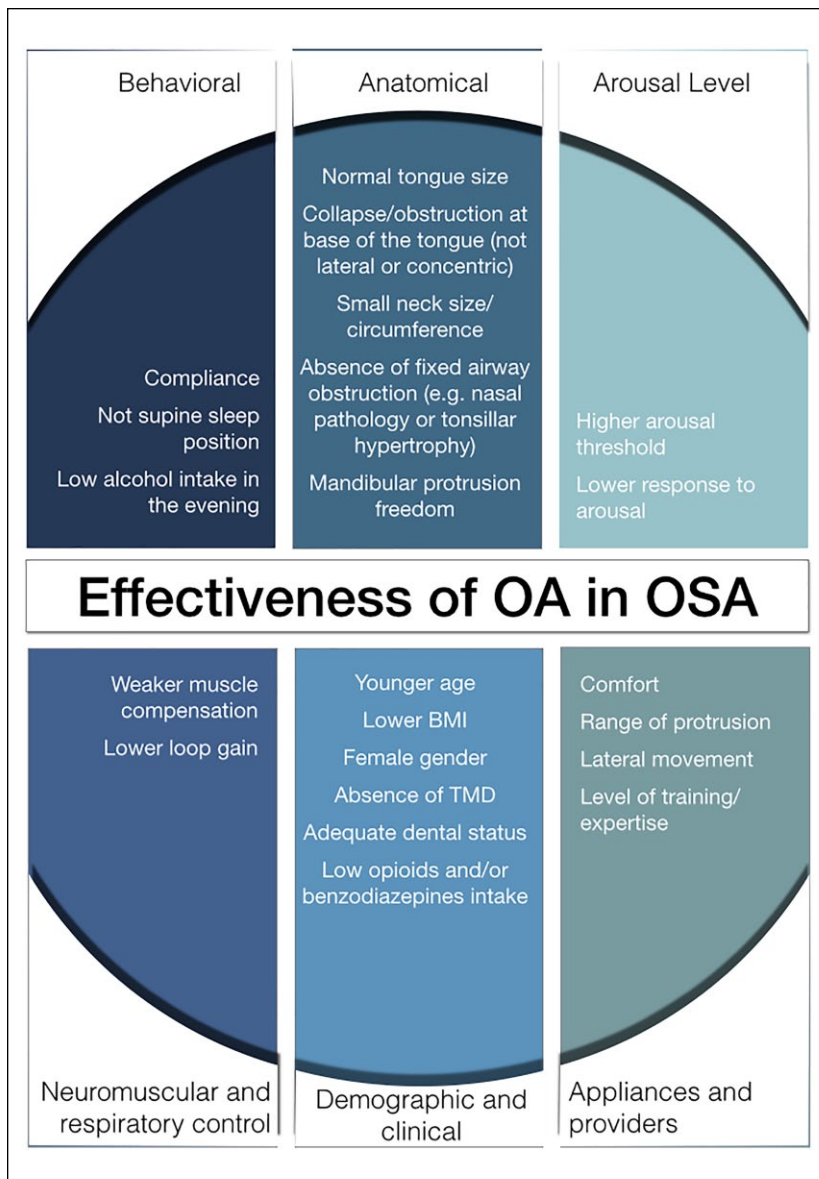 Behavioral
Compliance
Not supine sleep
position
Low alcohol intake in
the evening
Anatomical
Normal tongue size
Collapse/obstruction at
base of the tongue (not
lateral or concentric)
Small neck size/
circumference
Absence of fixed airway
obstruction (e.g. nasal
pathology or tonsillar
hypertrophy)
Mandibular protrusion
freedom
Arousal Level
Higher arousal
threshold
Lower response to
arousal
Effectiveness of OA in OSA
Weaker muscle
compensation
Lower loop gain
Neuromuscular and
respiratory control
Younger age
Lower BMI
Female gender
Absence of TMD
Adequate dental status
Low opioids and/or
benzodiazepines intake
Demographic and
clinical
Comfort
Range of protrusion
Lateral movement
Level of training/
expertise
Appliances and
providers